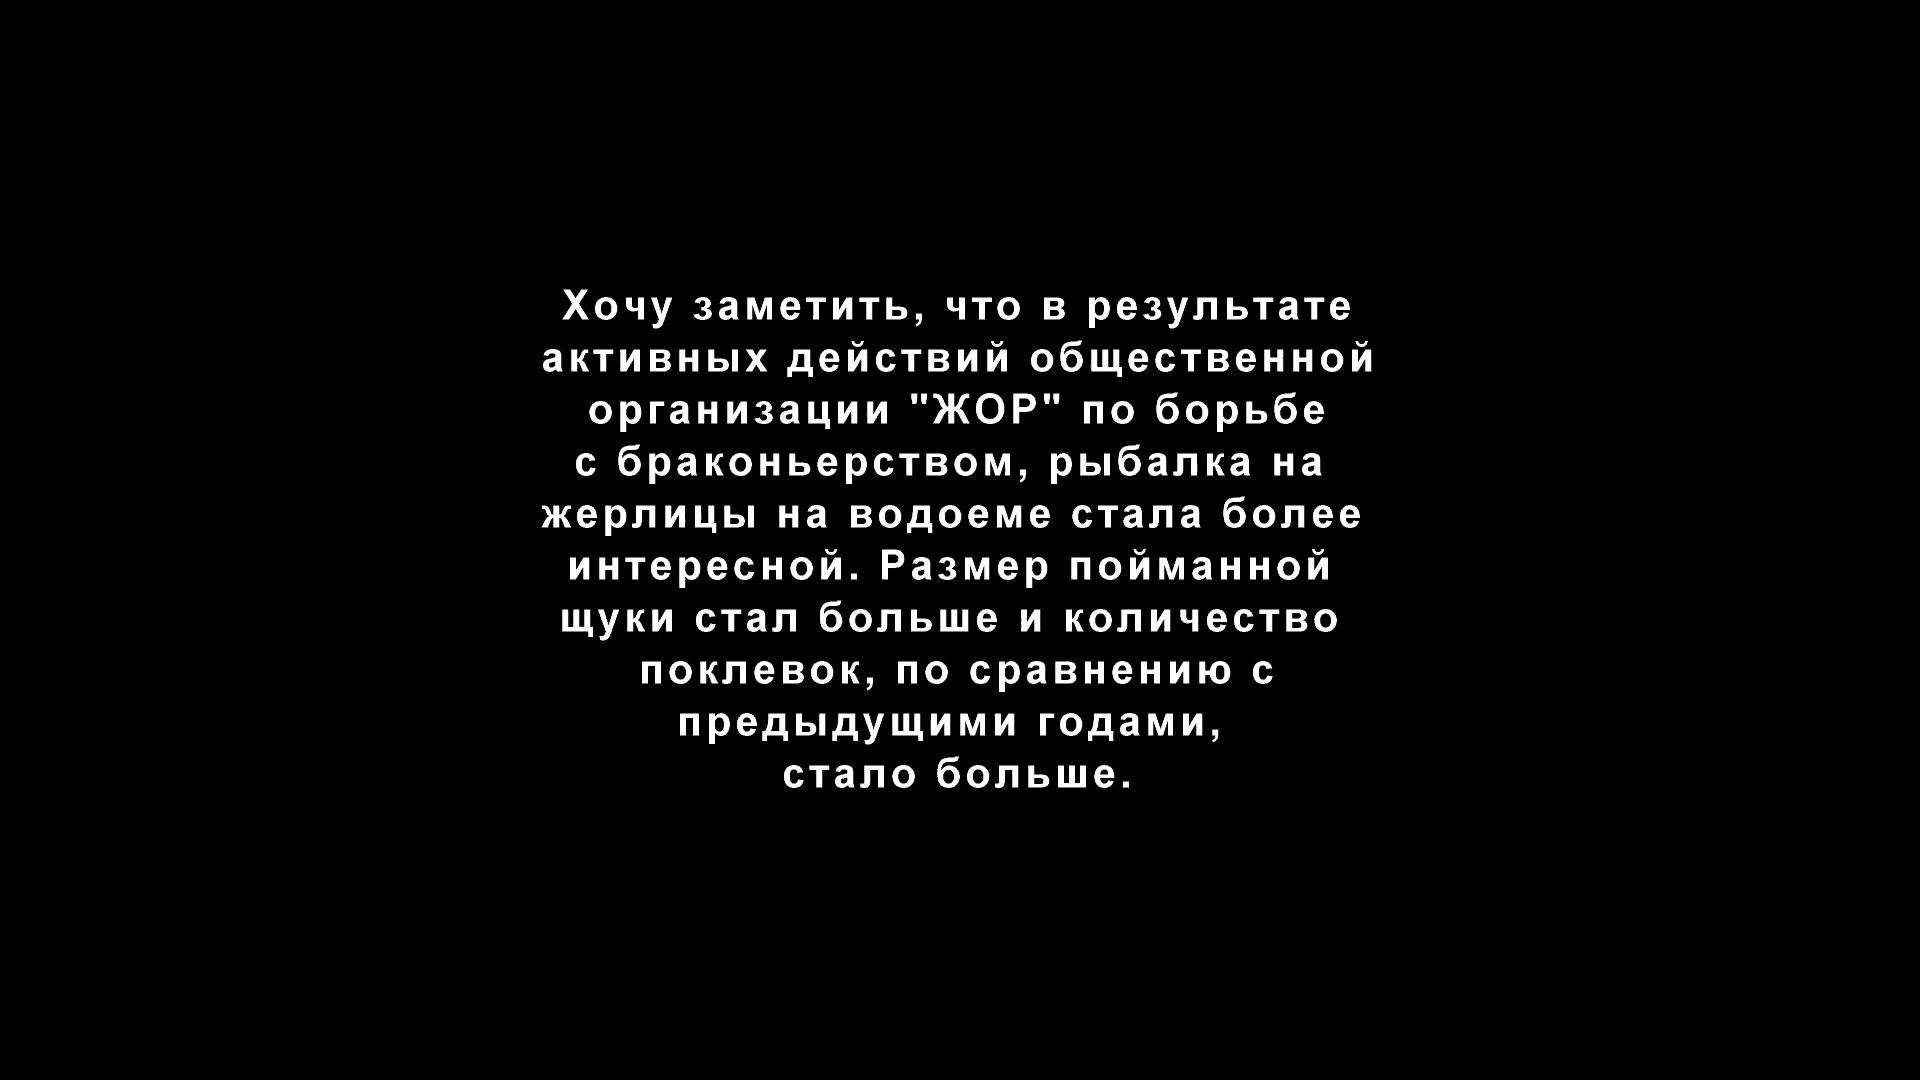 Хочу заметить, что в результате
активных действий общественной
организации "ЖОР" по борьбе
с браконьерством, рыбалка на
жерлицы на водоеме стала более
интересной. Размер пойманной
щуки стал больше и количество
поклевок, по сравнению с
предыдущими годами,
стало больше.